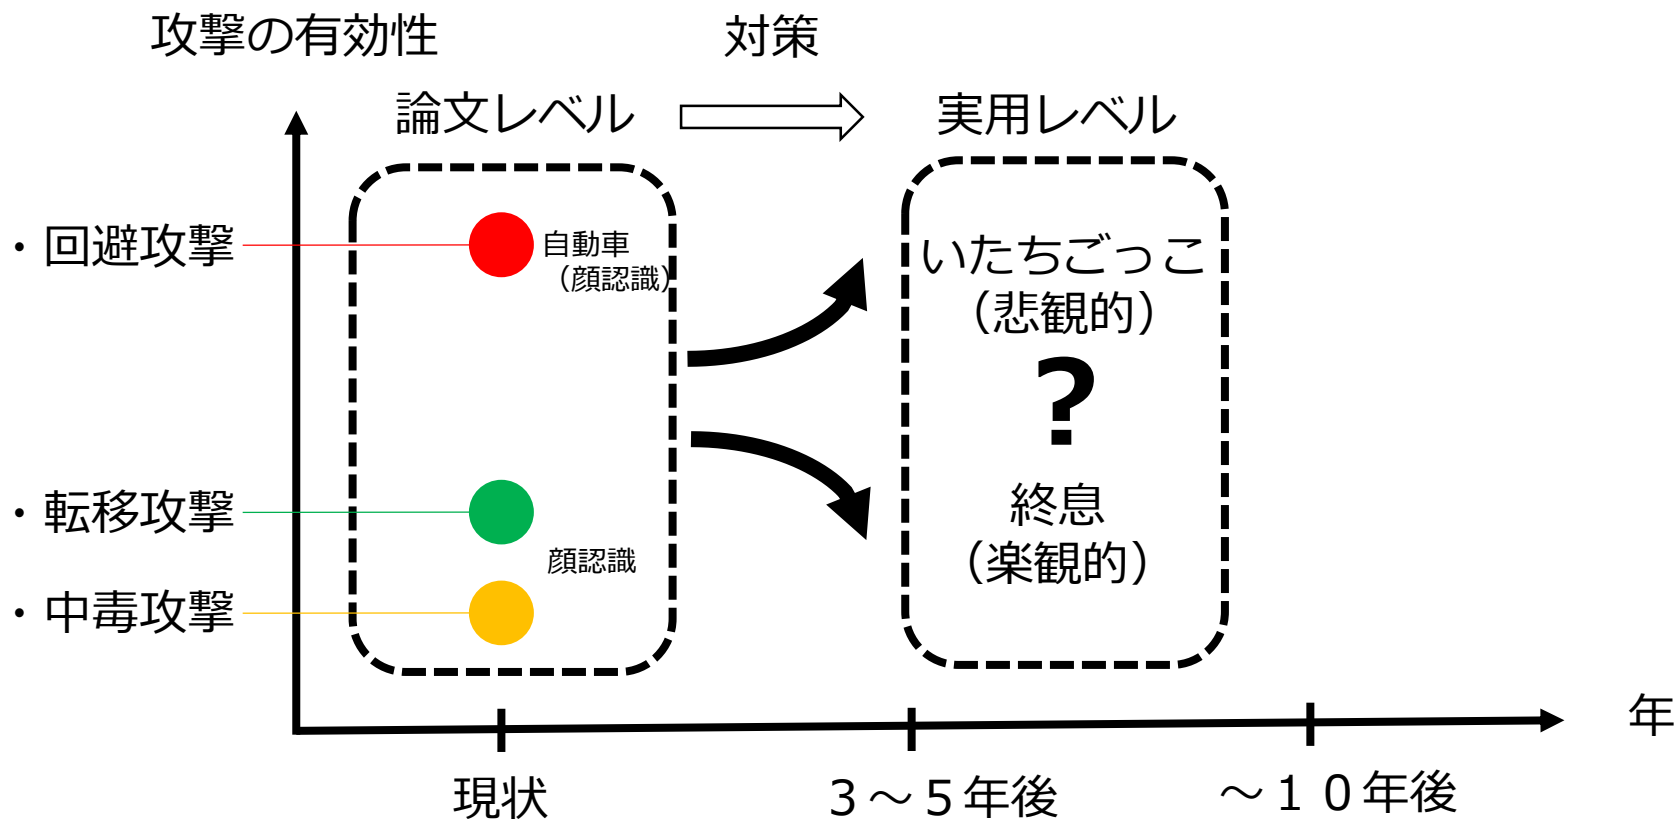 攻撃の有効性
対策
論文レベル
実用レベル
・回避攻撃
自動車
（顔認識）
いたちごっこ
（悲観的）
?
・転移攻撃
終息
（楽観的）
顔認識
・中毒攻撃
年
現状
３～５年後
～１０年後